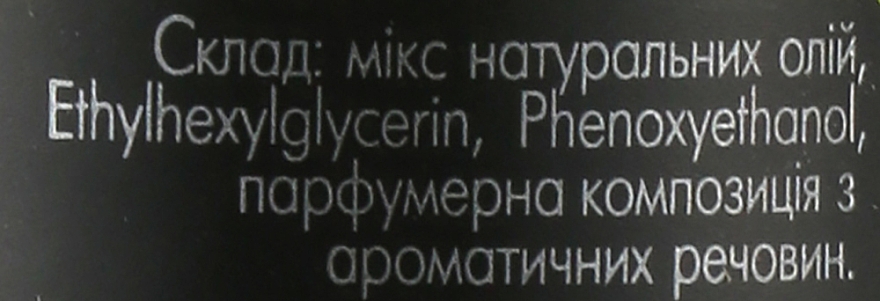 Склад: мікс натуральних олій,
Ethylhexylglycerin, Phenoxyethanol,
парфумерна композиція з
ароматичних речовин.